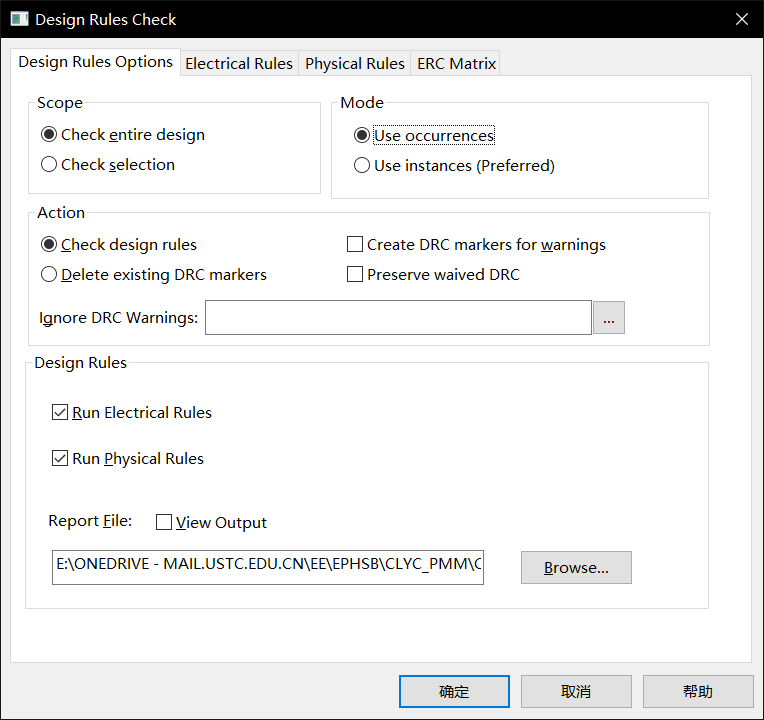 Design Rules Check
Design Rules Options Electrical Rules Physical Rules ERC Matrix
Scope
Check entire design
Check selection
Mode
Use occurrences
Use instances (Preferred)
Action
Check design rules
Delete existing DRC markers
Create DRC markers for warnings
Preserve waived DRC
Ignore DRC Warnings:
...
Design Rules
Run Electrical Rules
Run Physical Rules
Report File:
View Output
E:\ONEDRIVE - MAIL.USTC.EDU.CN\EE\EPHSB\CLYC_PMM\C
Browse...
确定 取消 帮助